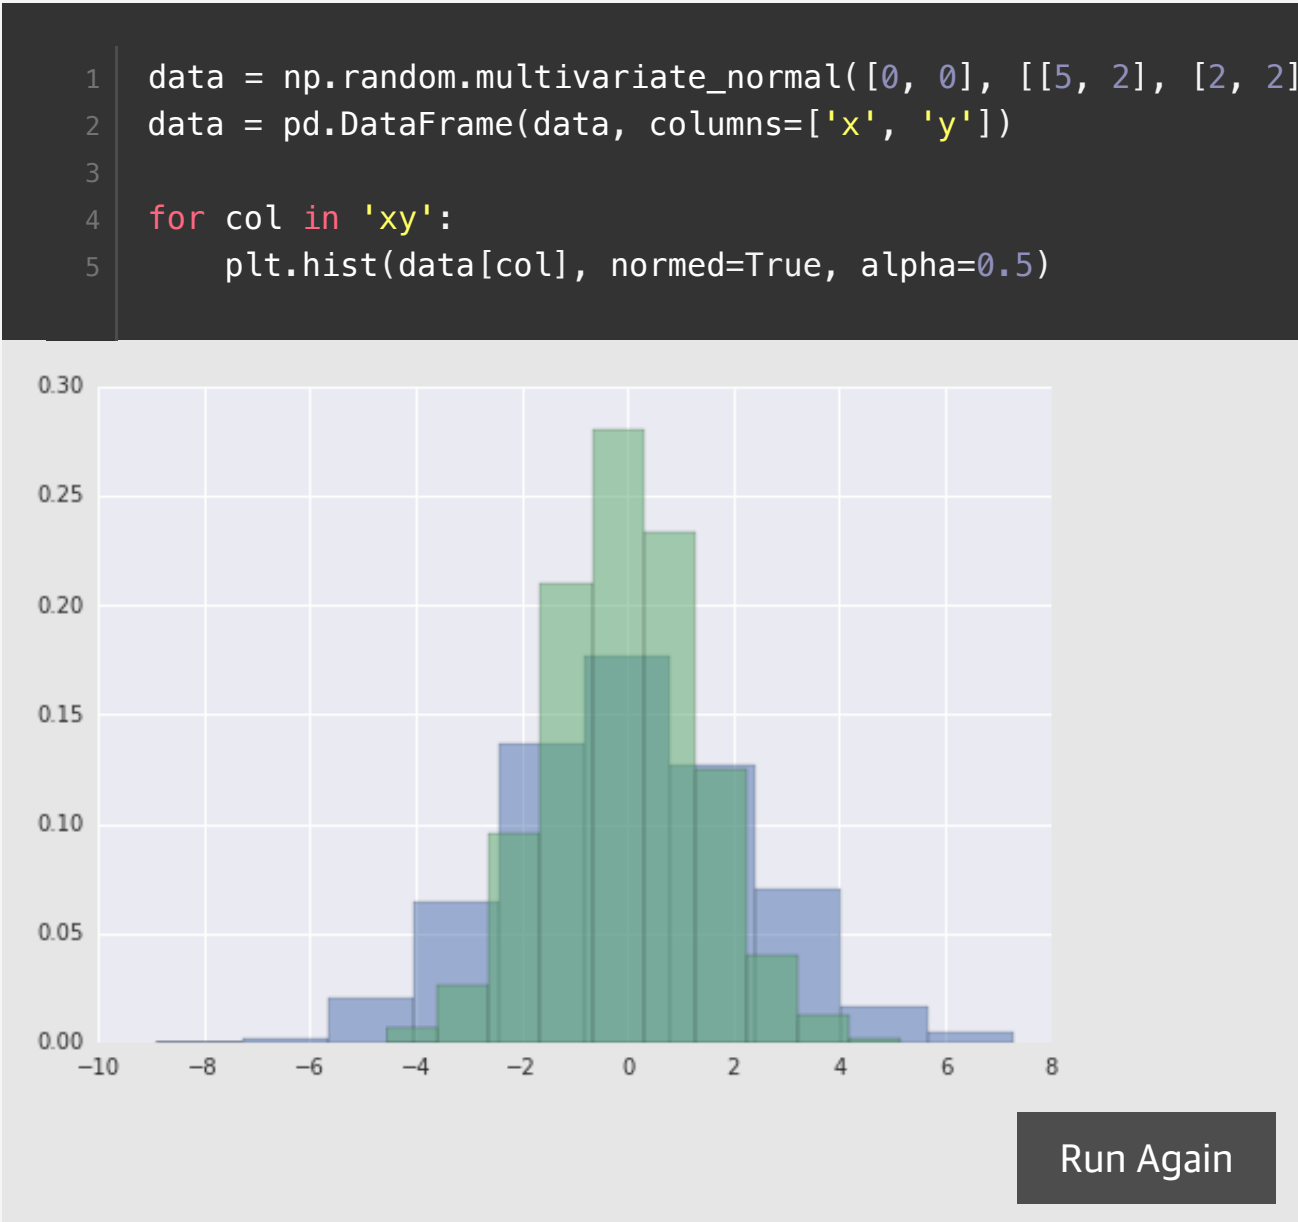 1 data = np.random.multivariate_normal([0, 0], [[5, 2], [2, 2]
2 data = pd.DataFrame(data, columns=['x', 'y'])
3
4 for col in 'xy':
5     plt.hist(data[col], normed=True, alpha=0.5)
0.30
0.25
0.20
0.15
0.10
0.05
0.00
−10 −8 −6 −4 −2 0 2 4 6 8
Run Again